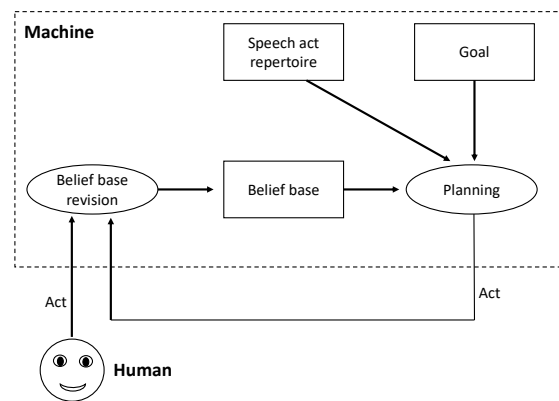 Machine
Speech act
repertoire
Goal
Belief base
revision
Belief base
Planning
Act
Act
Human